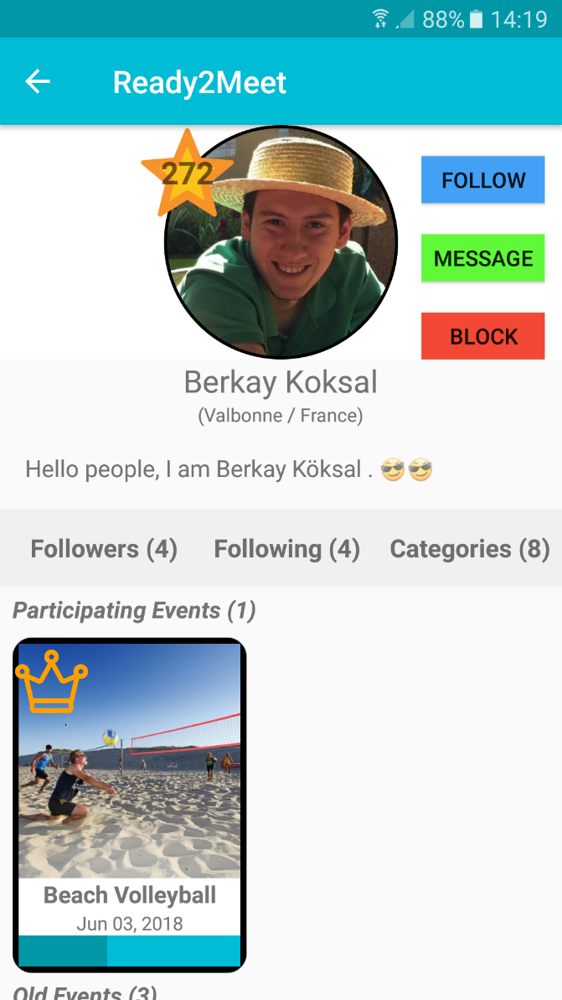 88% 14:19
Ready2Meet
272
FOLLOW
MESSAGE
BLOCK
Berkay Koksal
(Valbonne / France)
Hello people, I am Berkay Köksal . 😎😎
Followers (4) Following (4) Categories (8)
Participating Events (1)
Beach Volleyball
Jun 03, 2018
Old Events (3)